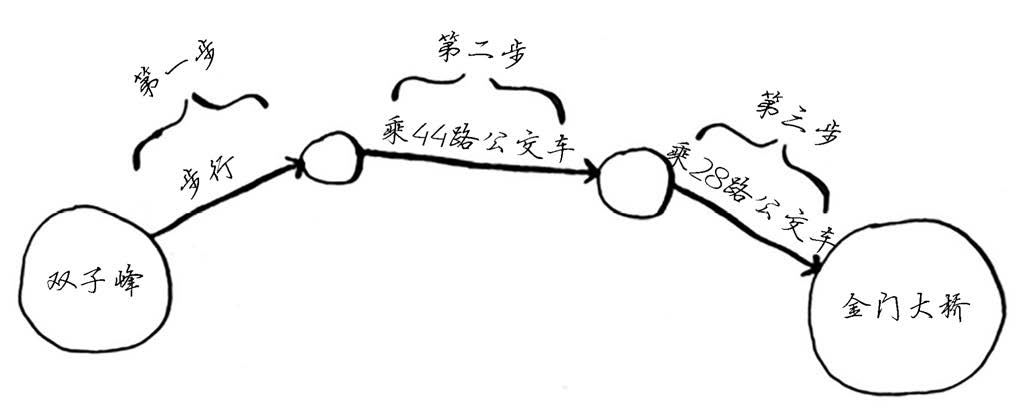 第一步
步行
第二步
乘44路公交车
第三步
乘28路公交车
双子峰
金门大桥